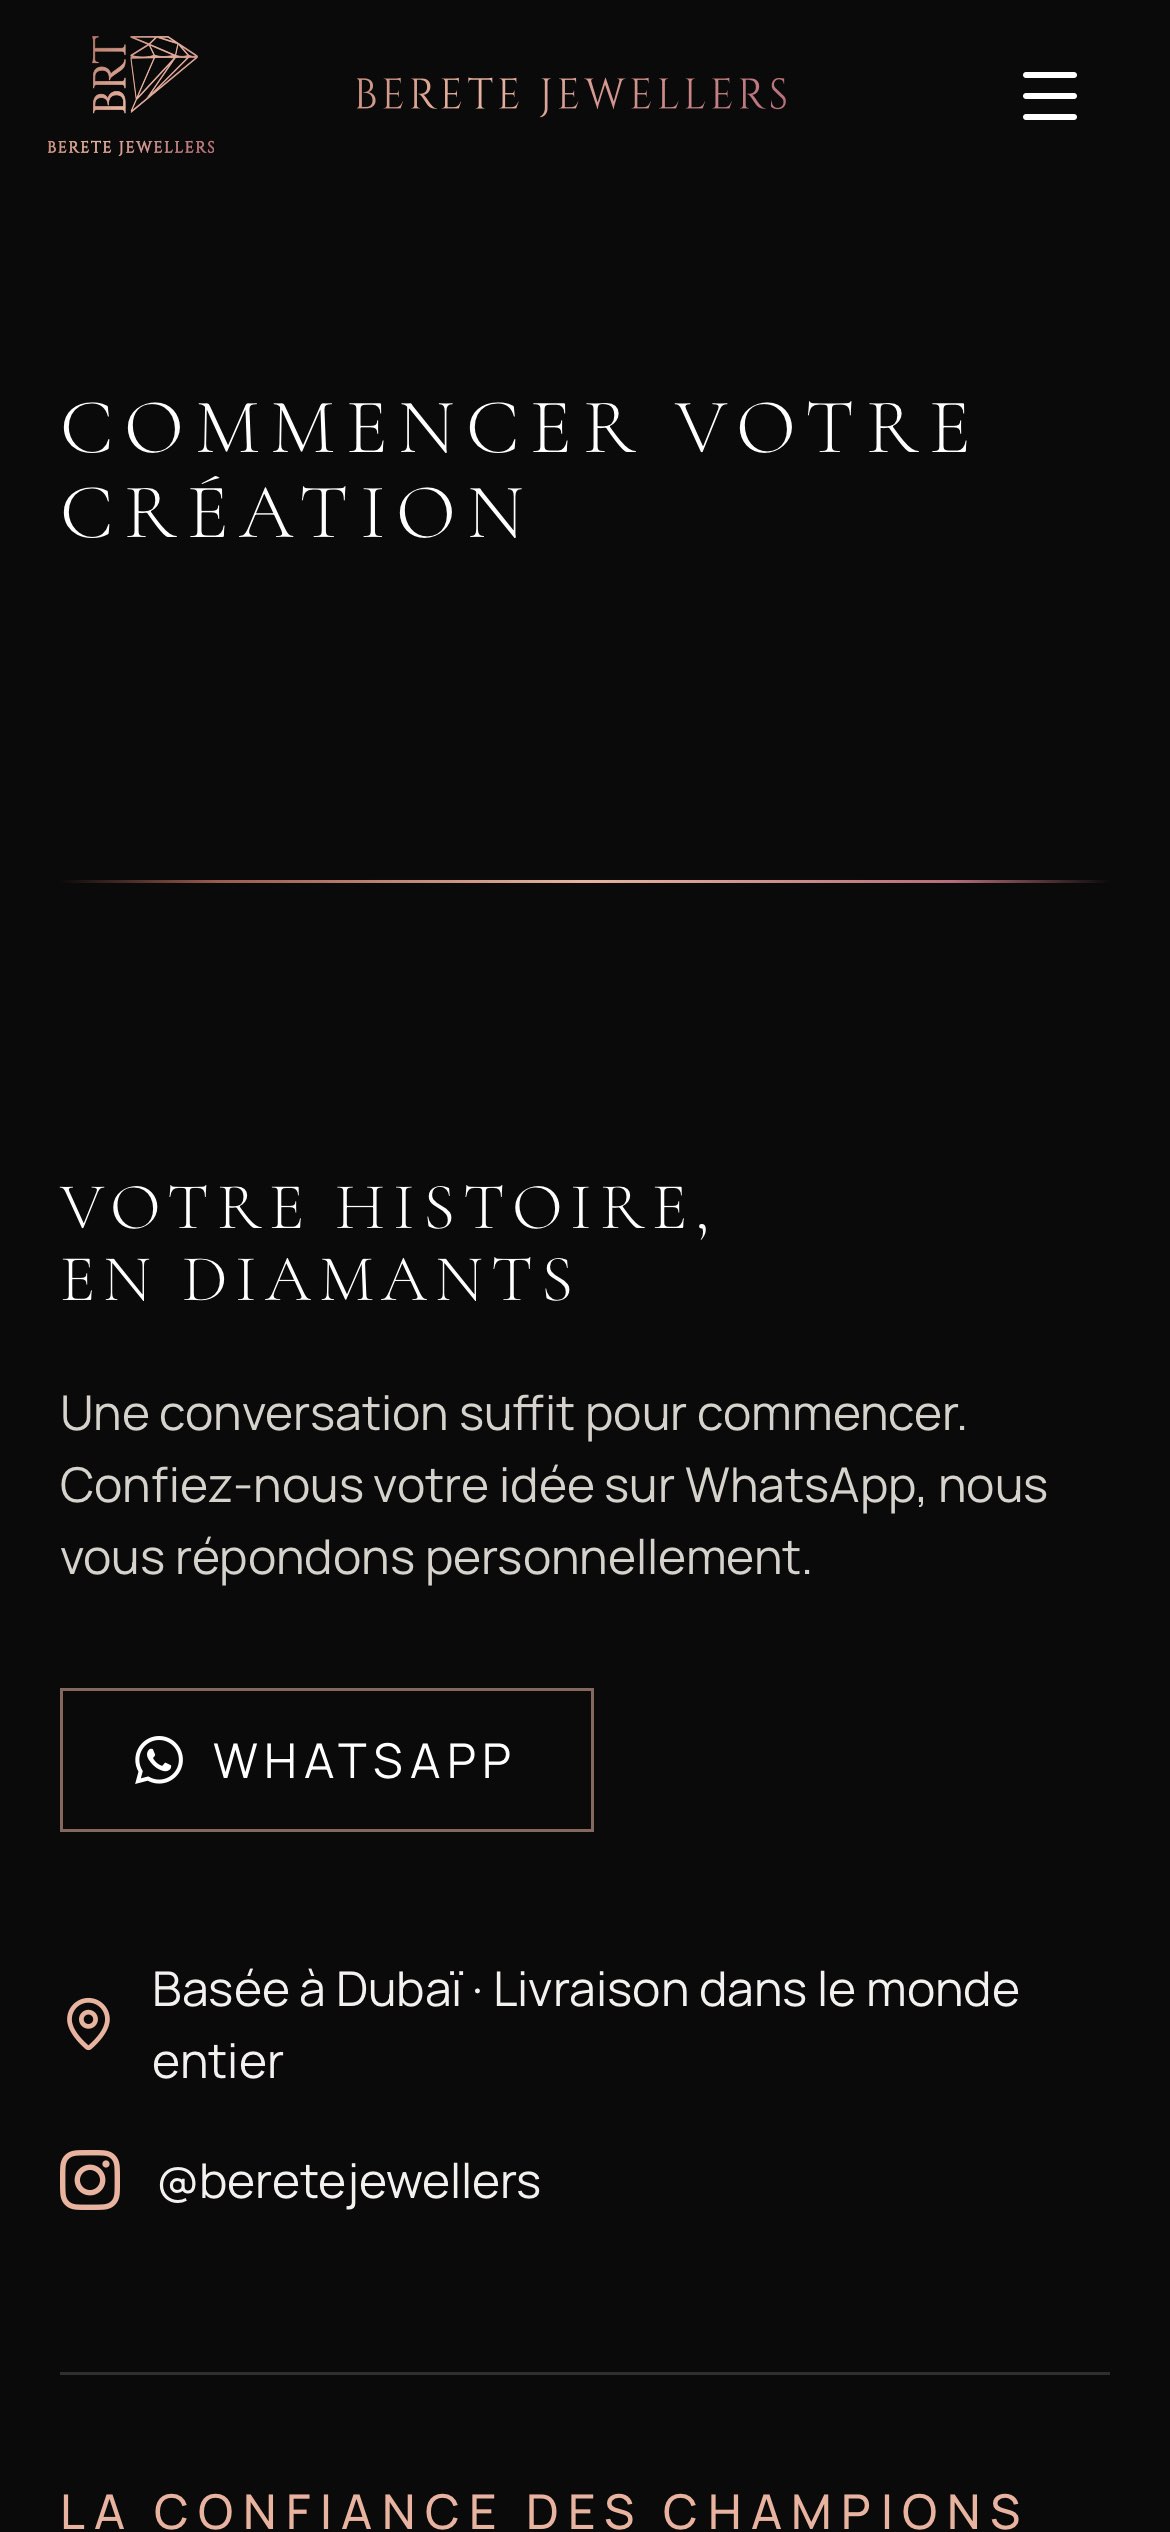 BRT
BERETE JEWELLERS
BERETE JEWELLERS
COMMENCER VOTRE
CRÉATION
VOTRE HISTOIRE,
EN DIAMANTS
Une conversation suffit pour commencer.
Confiez-nous votre idée sur WhatsApp, nous
vous répondons personnellement.
WHATSAPP
Basée à Dubaï · Livraison dans le monde
entier
@beretejewellers
LA CONFIANCE DES CHAMPIONS